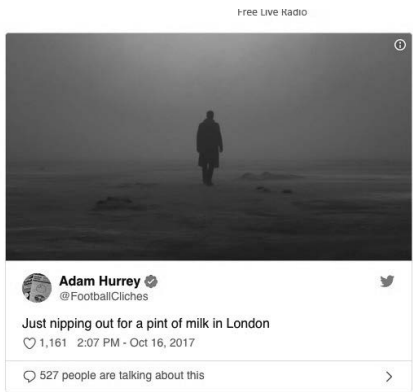 Free Live Radio
Adam Hurrey
@FootballCliches
Just nipping out for a pint of milk in London
1,161 2:07 PM - Oct 16, 2017
527 people are talking about this